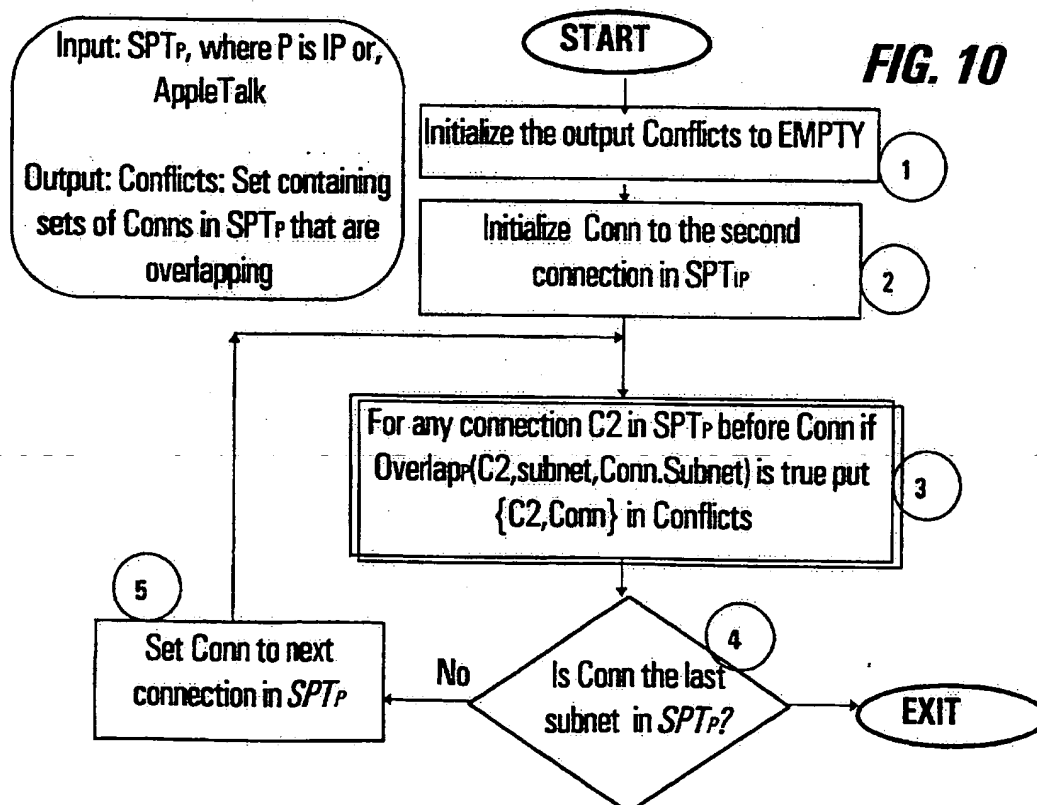 Input: SPTP, where P is IP or,
AppleTalk
Output: Conflicts: Set containing
sets of Conns in SPTP that are
overlapping
START
FIG. 10
Initialize the output Conflicts to EMPTY
1
Initialize Conn to the second
connection in SPTIP
2
For any connection C2 in SPTP before Conn if
OverlapP(C2,subnet,Conn.Subnet) is true put
{C2,Conn} in Conflicts
3
5
Set Conn to next
connection in SPTP
No
4
Is Conn the last
subnet in SPTP?
EXIT